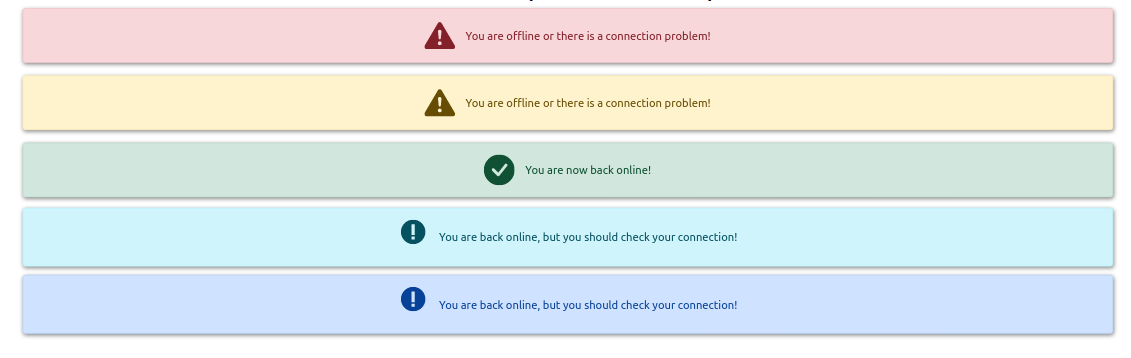 You are offline or there is a connection problem!
You are offline or there is a connection problem!
You are now back online!
You are back online, but you should check your connection!
You are back online, but you should check your connection!